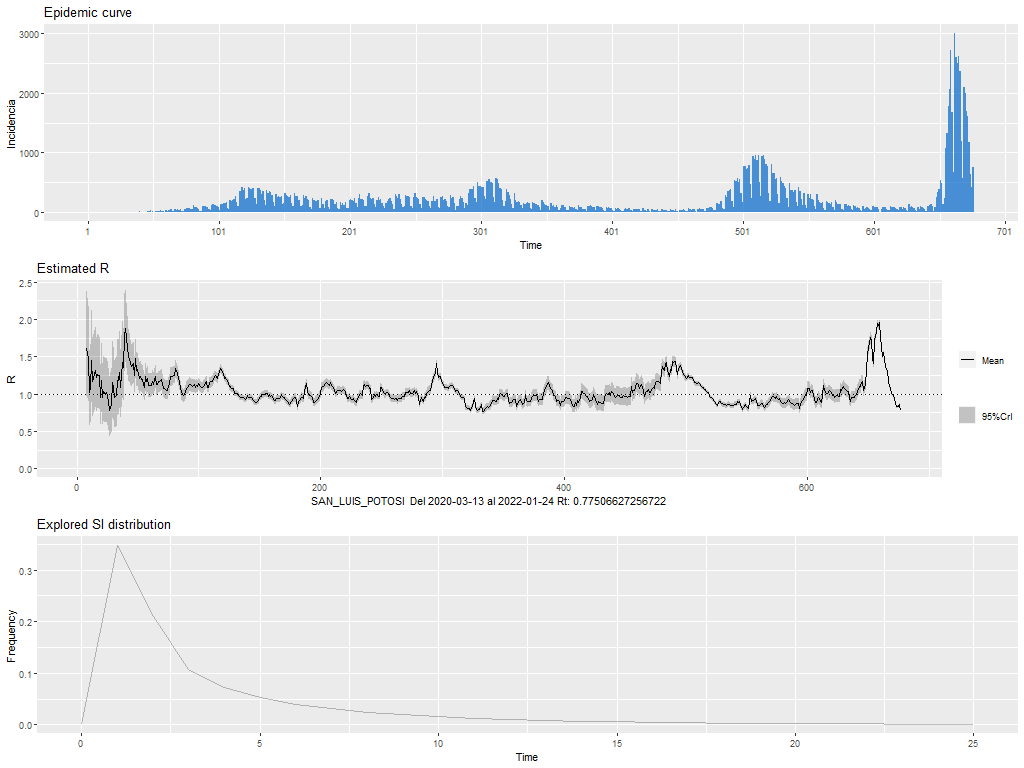 Epidemic curve
3000
2000
1000
0
Incidencia
1 101 201 301 401 501 601 701
Time
Estimated R
2.5
2.0
1.5
1.0
0.5
0.0
R
Mean
95%CrI
0 200 400 600
SAN_LUIS_POTOSI Del 2020-03-13 al 2022-01-24 Rt: 0.77506627256722
Explored SI distribution
0.3
0.2
0.1
0.0
Frequency
0 5 10 15 20 25
Time